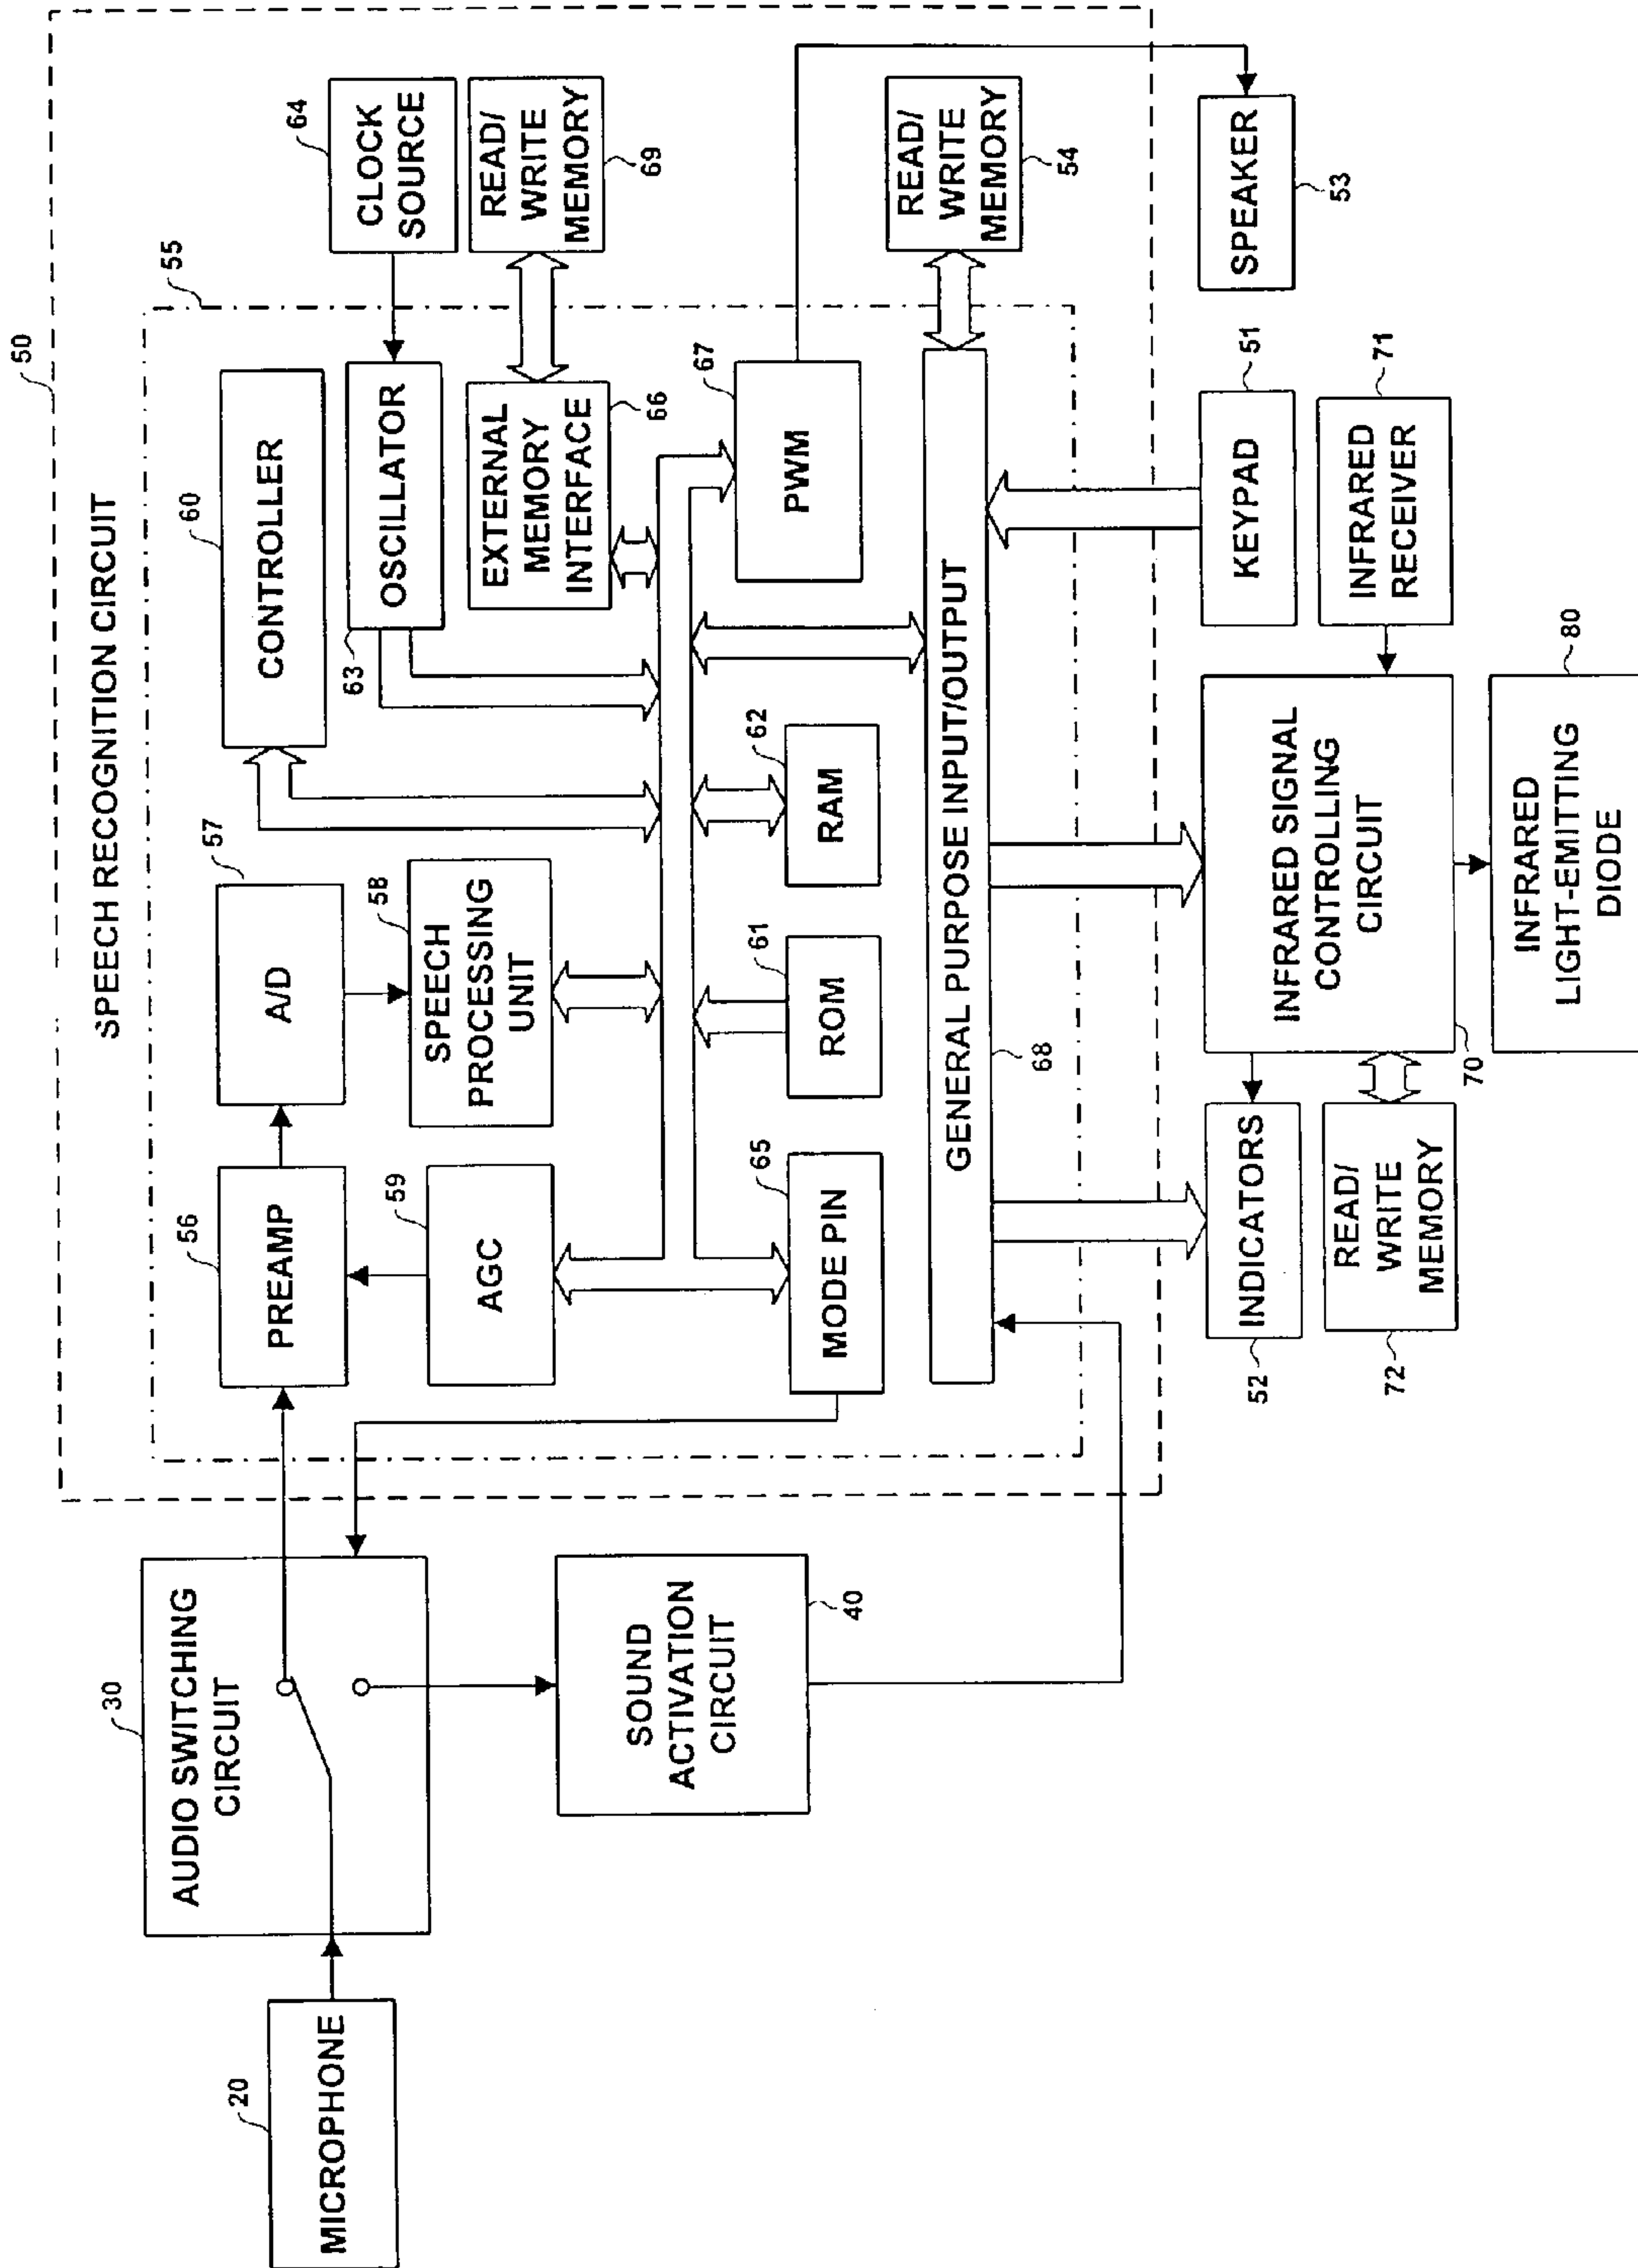 50
SPEECH RECOGNITION CIRCUIT
55
20
MICROPHONE
30
AUDIO SWITCHING
CIRCUIT
SOUND
ACTIVATION
CIRCUIT
40
56
PREAMP
57
A/D
58
SPEECH
PROCESSING
UNIT
59
AGC
60
CONTROLLER
63
OSCILLATOR
64
CLOCK
SOURCE
EXTERNAL
MEMORY
INTERFACE
66
READ/
WRITE
MEMORY
69
65
MODE PIN
61
ROM
62
RAM
67
PWM
READ/
WRITE
MEMORY
54
GENERAL PURPOSE INPUT/OUTPUT
68
INDICATORS
52
READ/
WRITE
MEMORY
72
INFRARED SIGNAL
CONTROLLING
CIRCUIT
70
KEYPAD
51
INFRARED
RECEIVER
71
SPEAKER
53
INFRARED
LIGHT-EMITTING
DIODE
80